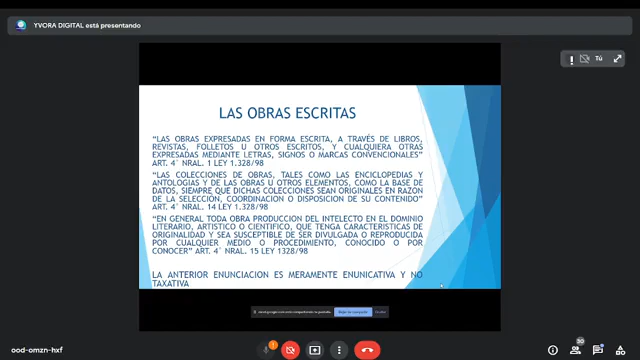 YVORA DIGITAL está presentando
Tú
LAS OBRAS ESCRITAS
"LAS OBRAS EXPRESADAS EN FORMA ESCRITA, A TRAVÉS DE LIBROS,
REVISTAS, FOLLETOS U OTROS ESCRITOS, Y CUALQUIERA OTRAS
EXPRESADAS MEDIANTE LETRAS, SIGNOS O MARCAS CONVENCIONALES"
ART. 4° NRAL. 1 LEY 1.328/98
"LAS COLECCIONES DE OBRAS, TALES COMO LAS ENCICLOPEDIAS Y
ANTOLOGIAS Y DE LAS OBRAS U OTROS ELEMENTOS, COMO LA BASE DE
DATOS, SIEMPRE QUE DICHAS COLECCIONES SEAN ORIGINALES EN RAZON
DE LA SELECCIÓN, COORDINACION O DISPOSICION DE SU CONTENIDO"
ART. 4° NRAL. 14 LEY 1.328/98
"EN GENERAL TODA OBRA PRODUCCION DEL INTELECTO EN EL DOMINIO
LITERARIO, ARTISTICO O CIENTIFICO, QUE TENGA CARACTERISTICAS DE
ORIGINALIDAD Y SEA SUSCEPTIBLE DE SER DIVULGADA O REPRODUCIDA
POR CUALQUIER MEDIO O PROCEDIMIENTO, CONOCIDO O POR
CONOCER" ART. 4° NRAL. 15 LEY 1328/98
LA ANTERIOR ENUNCIACION ES MERAMENTE ENUNICATIVA Y NO
TAXATIVA
ood-omzn-hxf
30